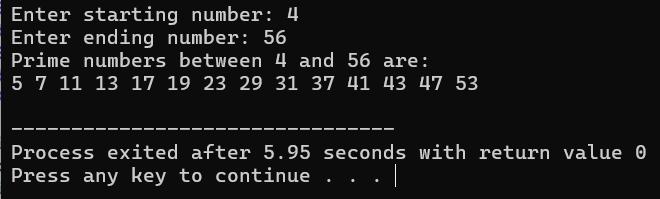 Enter starting number: 4
Enter ending number: 56
Prime numbers between 4 and 56 are:
5 7 11 13 17 19 23 29 31 37 41 43 47 53
--------------------------------
Process exited after 5.95 seconds with return value 0
Press any key to continue . . .